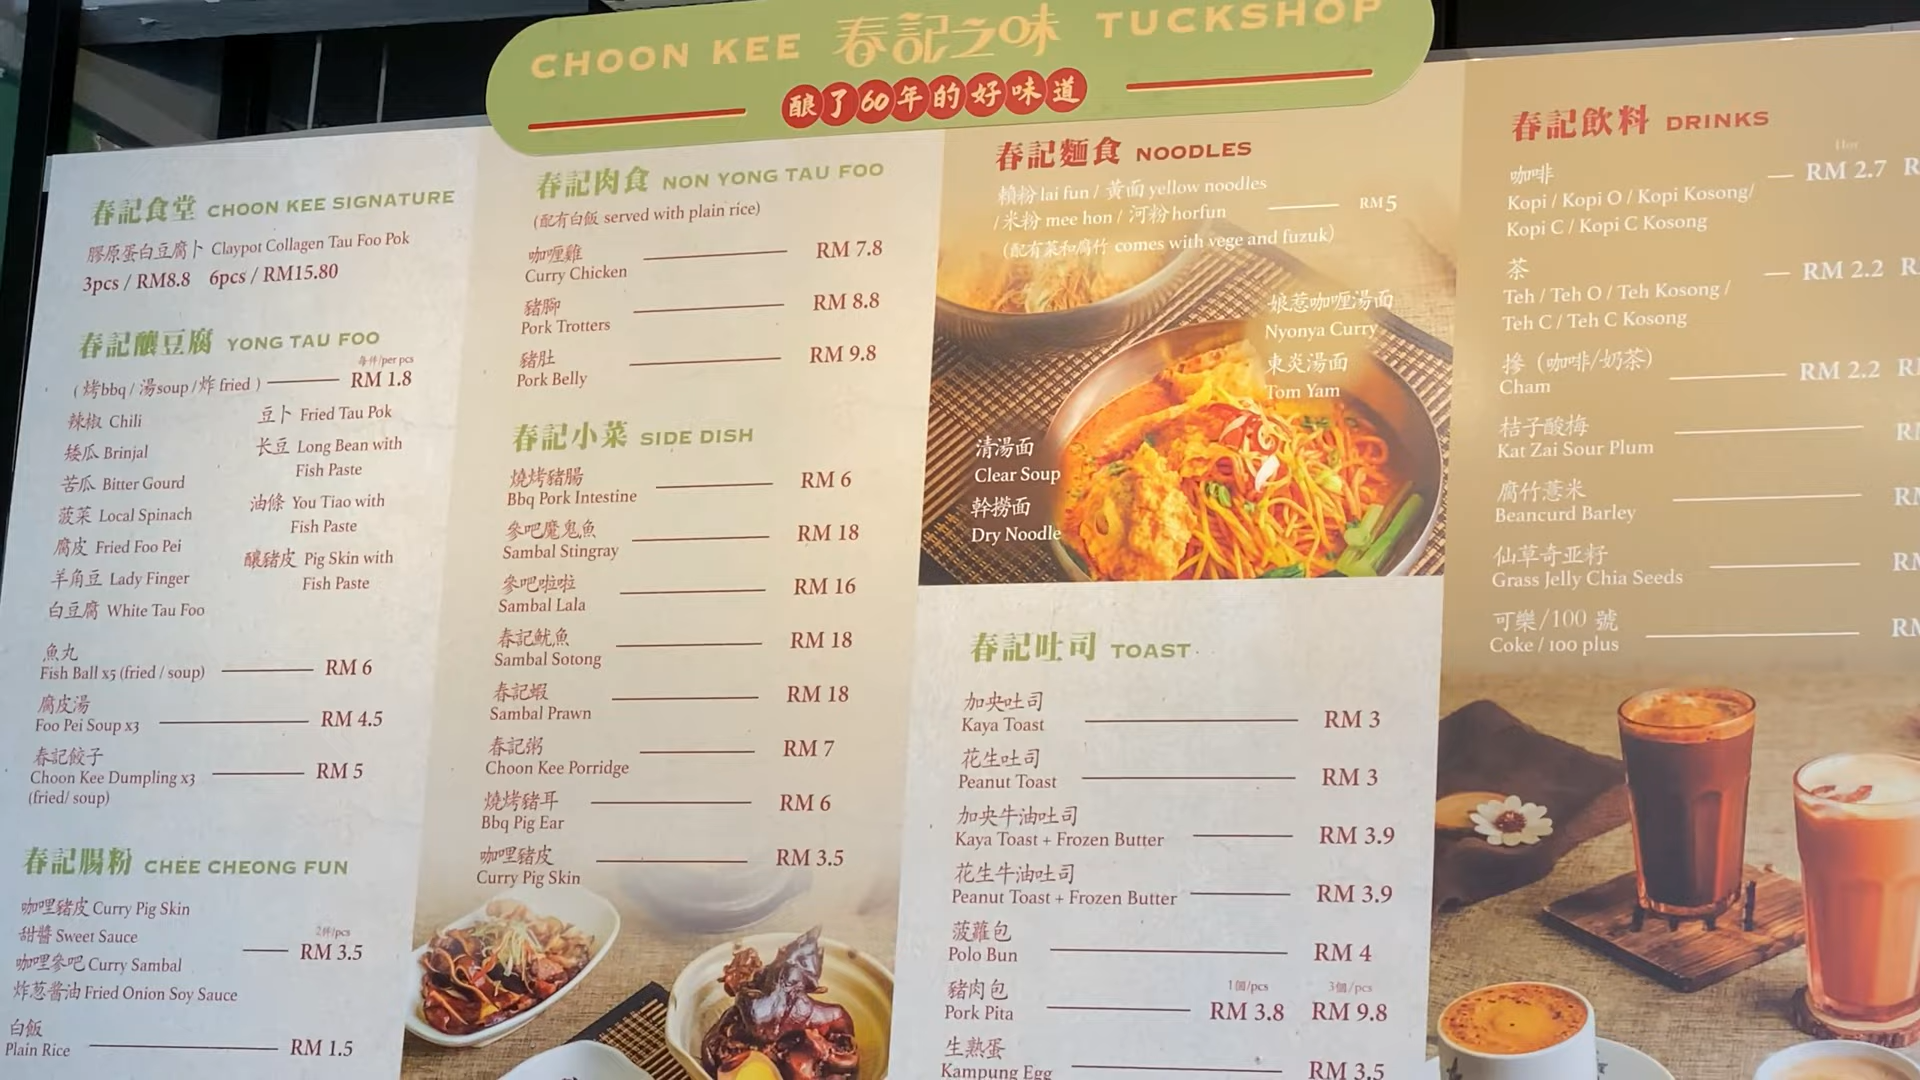 CHOON KEE 春記之味 TUCKSHOP
酿了60年的好味道
春記食堂 CHOON KEE SIGNATURE
膠原蛋白豆腐卜 Claypot Collagen Tau Foo Pok
3pcs / RM8.8 6pcs / RM15.80
春記釀豆腐 YONG TAU FOO
每件/per pcs
( 烤bbq / 湯soup /炸 fried ) RM 1.8
辣椒 Chili
矮瓜 Brinjal
苦瓜 Bitter Gourd
菠菜 Local Spinach
腐皮 Fried Foo Pei
羊角豆 Lady Finger
白豆腐 White Tau Foo
豆卜 Fried Tau Pok
长豆 Long Bean with
Fish Paste
油條 You Tiao with
Fish Paste
釀豬皮 Pig Skin with
Fish Paste
魚丸
Fish Ball x5 (fried / soup) RM 6
腐皮湯
Foo Pei Soup x3 RM 4.5
春記餃子
Choon Kee Dumpling x3 RM 5
(fried/ soup)
春記腸粉 CHEE CHEONG FUN
咖哩豬皮 Curry Pig Skin
甜醬 Sweet Sauce
咖哩參吧 Curry Sambal
炸葱酱油 Fried Onion Soy Sauce
2件/pcs
RM 3.5
白飯
Plain Rice RM 1.5
春記肉食 NON YONG TAU FOO
(配有白飯 served with plain rice)
咖喱雞
Curry Chicken RM 7.8
豬腳
Pork Trotters RM 8.8
豬肚
Pork Belly RM 9.8
春記小菜 SIDE DISH
燒烤豬腸
Bbq Pork Intestine RM 6
參吧魔鬼魚
Sambal Stingray RM 18
參吧啦啦
Sambal Lala RM 16
春記魷魚
Sambal Sotong RM 18
春記蝦
Sambal Prawn RM 18
春記粥
Choon Kee Porridge RM 7
燒烤豬耳
Bbq Pig Ear RM 6
咖哩豬皮
Curry Pig Skin RM 3.5
春記麵食 NOODLES
賴粉 lai fun / 黃面 yellow noodles
/ 米粉 mee hon / 河粉 horfun RM 5
(配有菜和腐竹 comes with vege and fuzuk)
娘惹咖喱湯面
Nyonya Curry
東炎湯面
Tom Yam
清湯面
Clear Soup
幹撈面
Dry Noodle
春記吐司 TOAST
加央吐司
Kaya Toast RM 3
花生吐司
Peanut Toast RM 3
加央牛油吐司
Kaya Toast + Frozen Butter RM 3.9
花生牛油吐司
Peanut Toast + Frozen Butter RM 3.9
菠蘿包
Polo Bun RM 4
豬肉包 1個/pcs 3個/pcs
Pork Pita RM 3.8 RM 9.8
生熟蛋
Kampung Egg RM 3.5
春記飲料 DRINKS
Hot
咖啡 RM 2.7 R
Kopi / Kopi O / Kopi Kosong/
Kopi C / Kopi C Kosong
茶 RM 2.2 R
Teh / Teh O / Teh Kosong /
Teh C / Teh C Kosong
摻 (咖啡/奶茶)
Cham RM 2.2 RM
桔子酸梅
Kat Zai Sour Plum RM
腐竹薏米
Beancurd Barley RM
仙草奇亚籽
Grass Jelly Chia Seeds RM
可樂/100 號
Coke / 100 plus RM